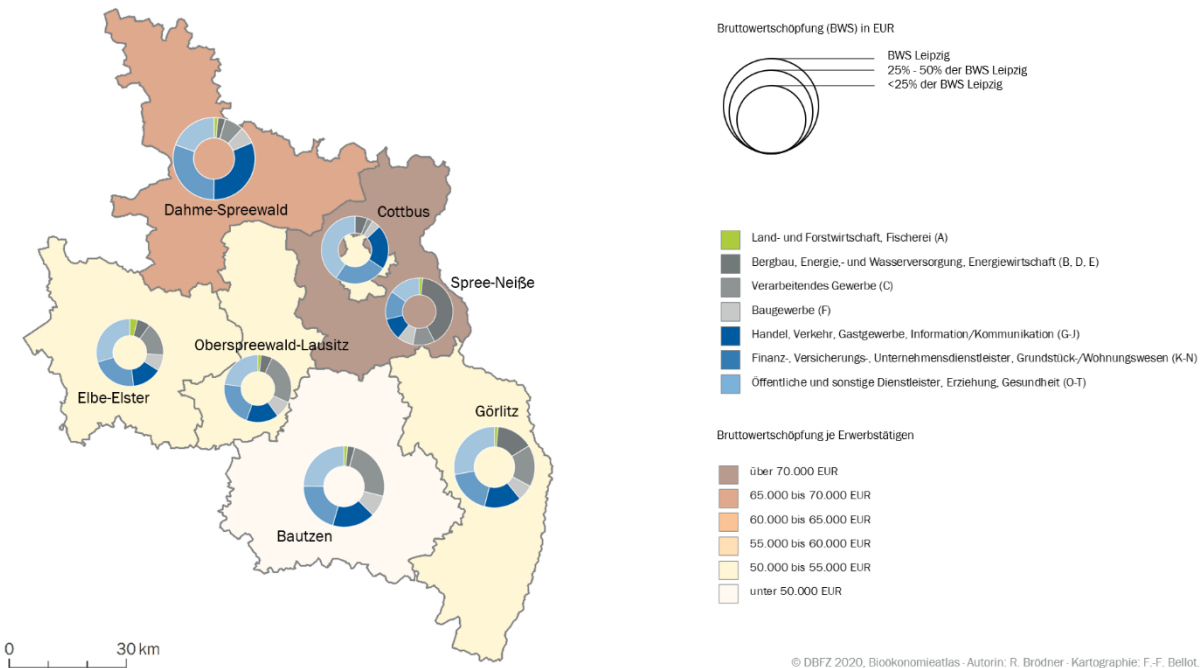 Bruttowertschöpfung (BWS) in EUR
BWS Leipzig
25% - 50% der BWS Leipzig
<25% der BWS Leipzig
Dahme-Spreewald
Cottbus
Spree-Neiße
Oberspreewald-Lausitz
Elbe-Elster
Görlitz
Bautzen
Land- und Forstwirtschaft, Fischerei (A)
Bergbau, Energie,- und Wasserversorgung, Energiewirtschaft (B, D, E)
Verarbeitendes Gewerbe (C)
Baugewerbe (F)
Handel, Verkehr, Gastgewerbe, Information/Kommunikation (G-J)
Finanz-, Versicherungs-, Unternehmensdienstleister, Grundstück-/Wohnungswesen (K-N)
Öffentliche und sonstige Dienstleister, Erziehung, Gesundheit (O-T)
Bruttowertschöpfung je Erwerbstätigen
über 70.000 EUR
65.000 bis 70.000 EUR
60.000 bis 65.000 EUR
55.000 bis 60.000 EUR
50.000 bis 55.000 EUR
unter 50.000 EUR
0 30 km
© DBFZ 2020, Bioökonomieatlas - Autorin: R. Brödner - Kartographie: F.-F. Bellot